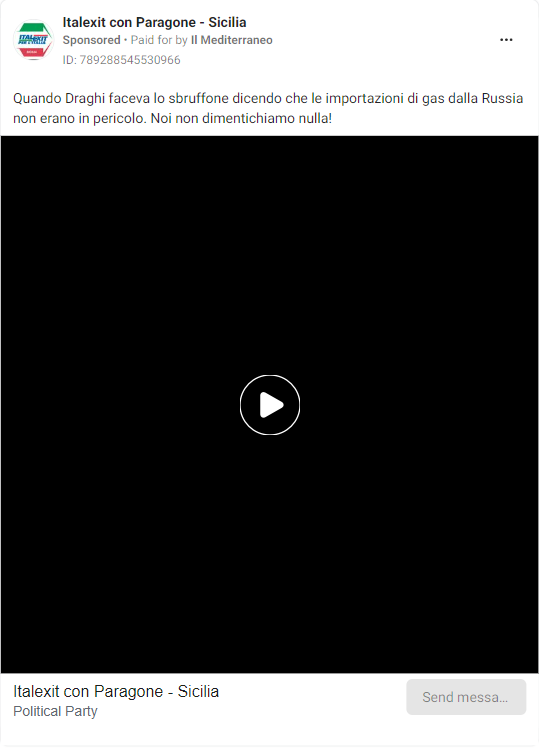 Italexit con Paragone - Sicilia
Sponsored • Paid for by Il Mediterraneo
ID: 789288545530966
Quando Draghi faceva lo sbruffone dicendo che le importazioni di gas dalla Russia
non erano in pericolo. Noi non dimentichiamo nulla!
Italexit con Paragone - Sicilia
Political Party
Send messa...